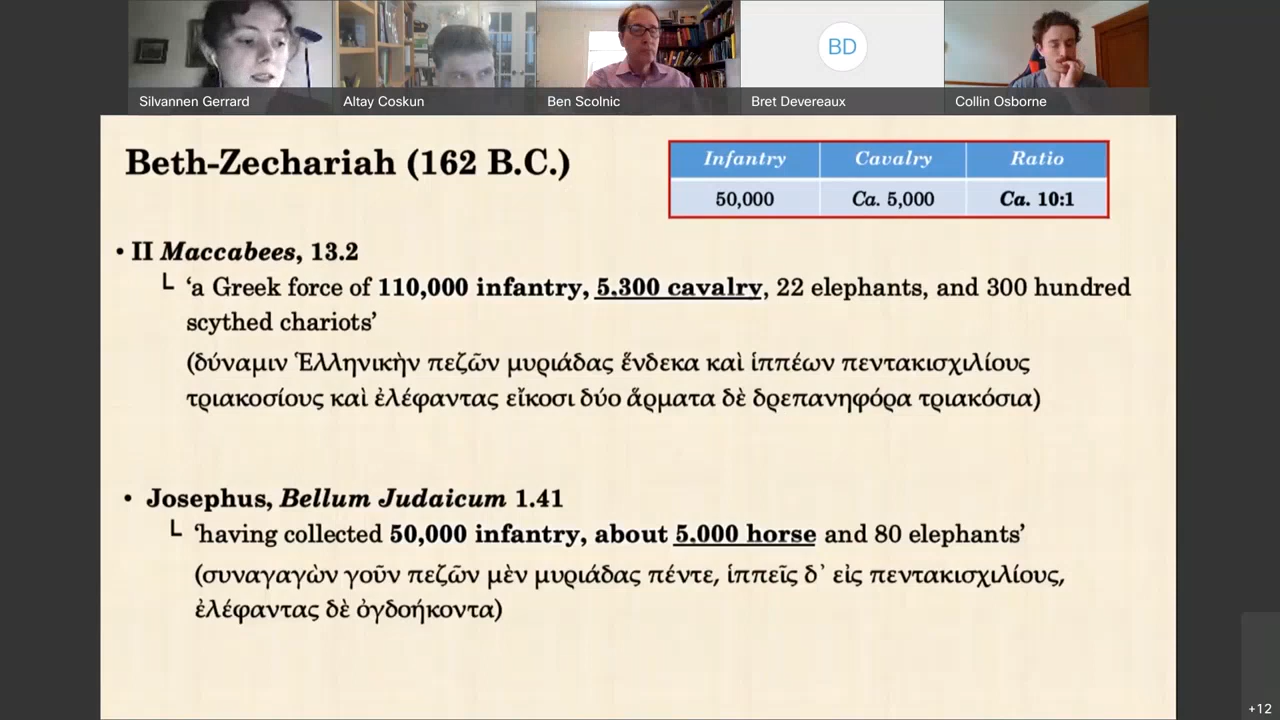 BD
Silvannen Gerrard
Altay Coskun
Ben Scolnic
Bret Devereaux
Collin Osborne
Beth-Zechariah (162 B.C.)
Infantry Cavalry Ratio
50,000 Ca. 5,000 Ca. 10:1
• II Maccabees, 13.2
└ ‘a Greek force of 110,000 infantry, 5,300 cavalry, 22 elephants, and 300 hundred
scythed chariots’
(δύναμιν Ἑλληνικὴν πεζῶν μυριάδας ἕνδεκα καὶ ἱππέων πεντακισχιλίους
τριακοσίους καὶ ἐλέφαντας εἴκοσι δύο ἅρματα δὲ δρεπανηφόρα τριακόσια)
• Josephus, Bellum Judaicum 1.41
└ ‘having collected 50,000 infantry, about 5,000 horse and 80 elephants’
(συναγαγὼν γοῦν πεζῶν μὲν μυριάδας πέντε, ἱππεῖς δ᾽ εἰς πεντακισχιλίους,
ἐλέφαντας δὲ ὀγδοήκοντα)
+12